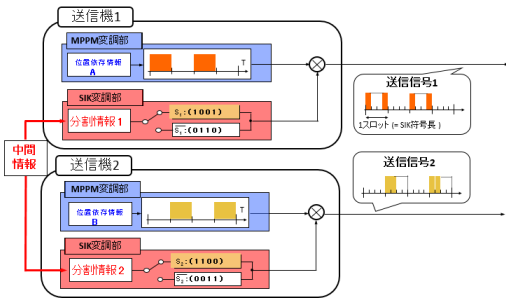 送信機1
MPPM変調部
位置依存情報
A
T
SIK変調部
分割情報1
S₁:(1001)
S̅₁:(0110)
送信信号1
1スロット(=SIK符号長)
中間
情報
送信機2
MPPM変調部
位置依存情報
B
T
SIK変調部
分割情報2
S₂:(1100)
S̅₂:(0011)
送信信号2